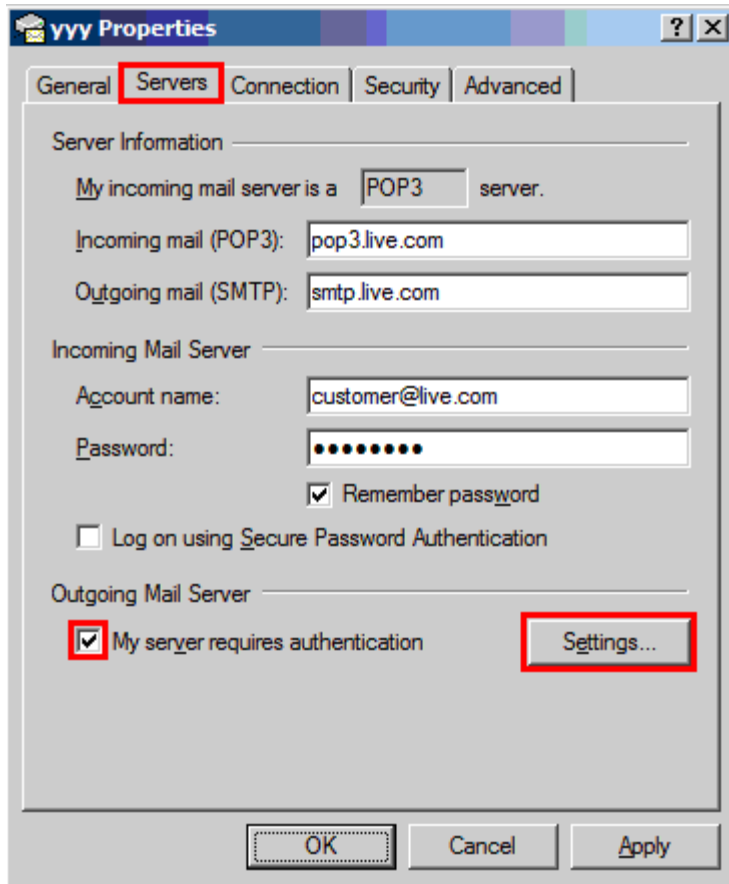 yyy Properties
General Servers Connection Security Advanced
Server Information
My incoming mail server is a POP3 server.
Incoming mail (POP3): pop3.live.com
Outgoing mail (SMTP): smtp.live.com
Incoming Mail Server
Account name: customer@live.com
Password: ●●●●●●●●
Remember password
Log on using Secure Password Authentication
Outgoing Mail Server
My server requires authentication Settings...
OK Cancel Apply